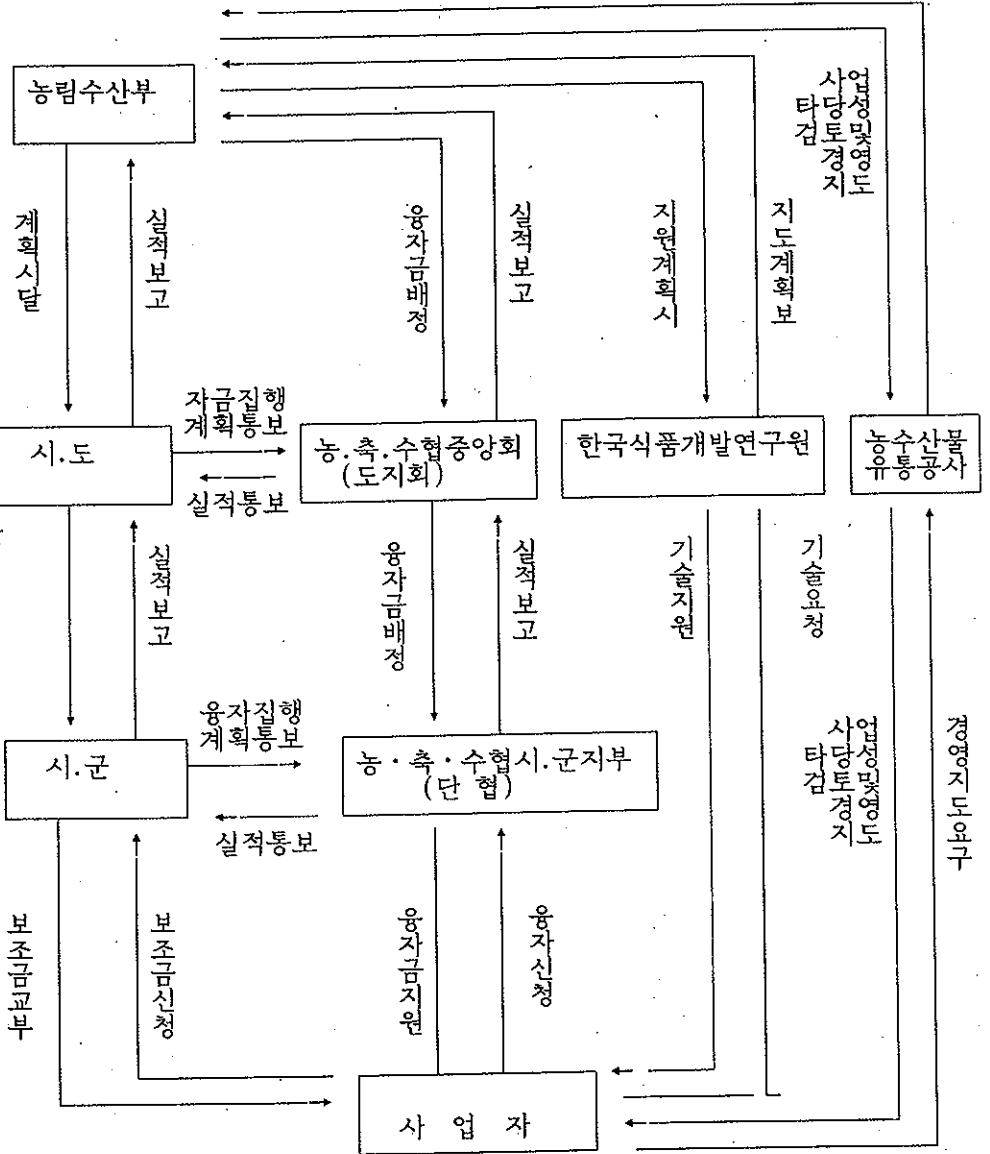 농림수산부
사업
타당성
검토및
경영
지도
계획시달
실적보고
융자금배정
실적보고
지원계획시
지도계획보
자금집행
계획통보
시.도
농.축.수협중앙회
(도지회)
한국식품개발연구원
농수산물
유통공사
실적통보
실적보고
융자금배정
실적보고
기술지원
기술요청
융자집행
계획통보
사업
타당성
검토및
경영
지도
경영지도요구
시.군
농·축·수협시.군지부
(단 협)
실적통보
보조금교부
보조금신청
융자금지원
융자신청
사 업 자